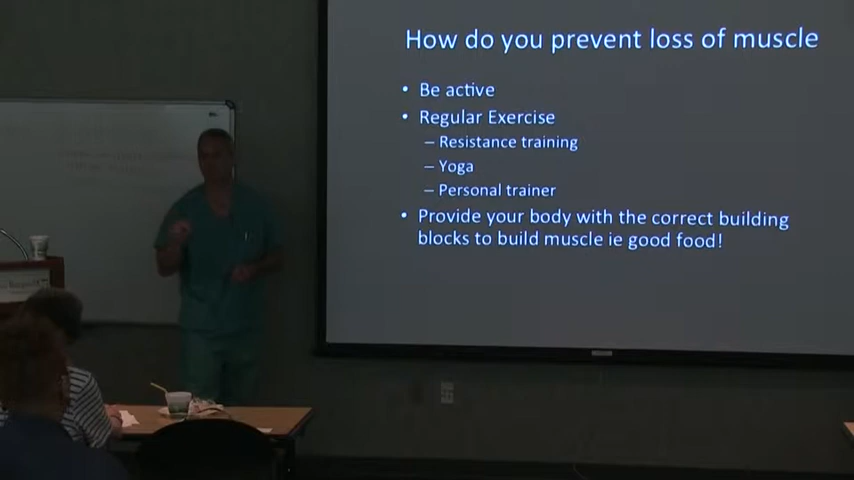 How do you prevent loss of muscle
• Be active
• Regular Exercise
– Resistance training
– Yoga
– Personal trainer
• Provide your body with the correct building
blocks to build muscle ie good food!